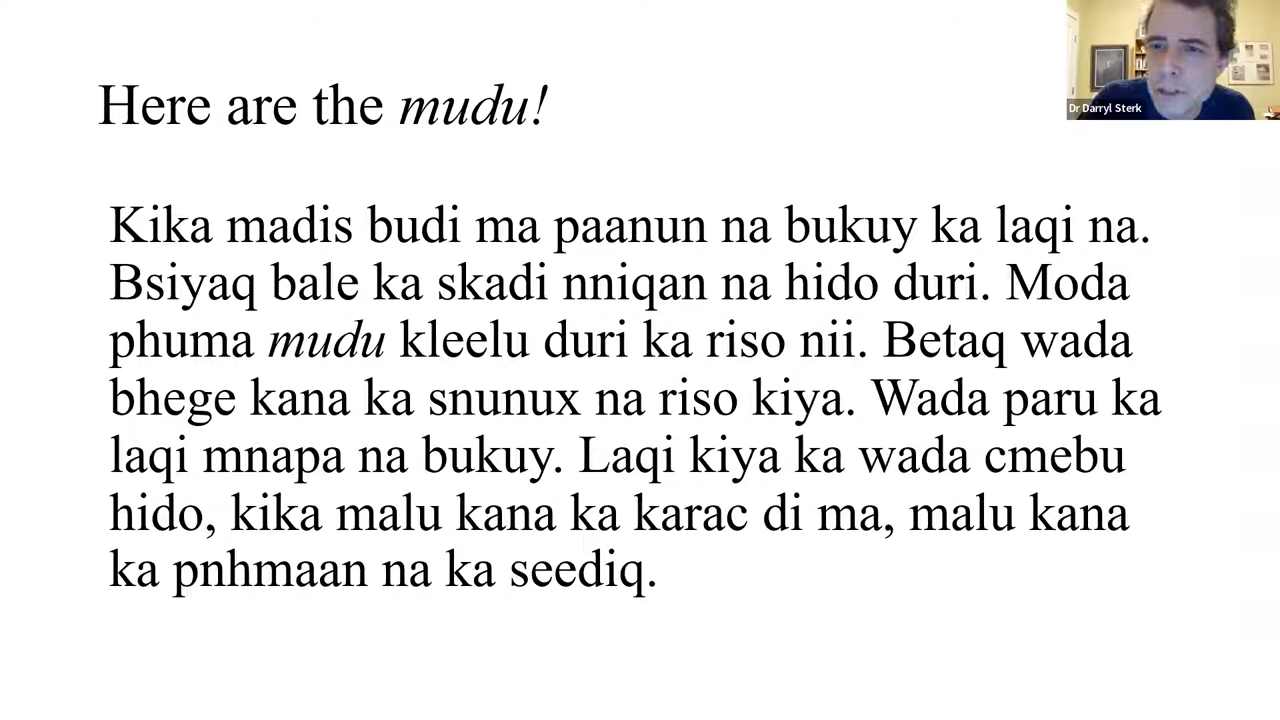 Here are the mudu!
Dr Darryl Sterk
Kika madis budi ma paanun na bukuy ka laqi na.
Bsiyaq bale ka skadi nniqan na hido duri. Moda
phuma mudu kleelu duri ka riso nii. Betaq wada
bhege kana ka snunux na riso kiya. Wada paru ka
laqi mnapa na bukuy. Laqi kiya ka wada cmebu
hido, kika malu kana ka karac di ma, malu kana
ka pnhmaan na ka seediq.